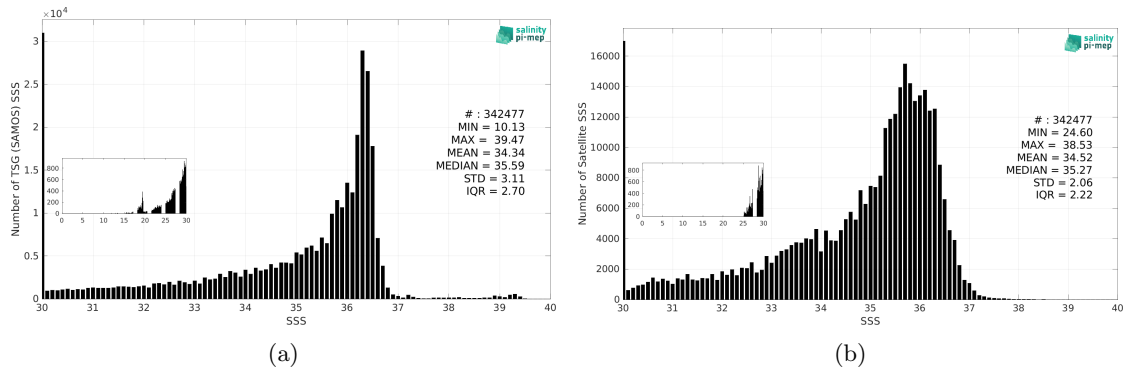 ×10⁴
salinity
pi-mep
3
2.5
2
1.5
1
0.5
0
Number of TSG (SAMOS) SSS
# : 342477
MIN = 10.13
MAX = 39.47
MEAN = 34.34
MEDIAN = 35.59
STD = 3.11
IQR = 2.70
800
600
400
200
0
0 5 10 15 20 25 30
30 31 32 33 34 35 36 37 38 39 40
SSS
(a)
salinity
pi-mep
16000
14000
12000
10000
8000
6000
4000
2000
0
Number of Satellite SSS
# : 342477
MIN = 24.60
MAX = 38.53
MEAN = 34.52
MEDIAN = 35.27
STD = 2.06
IQR = 2.22
800
600
400
200
0
0 5 10 15 20 25 30
30 31 32 33 34 35 36 37 38 39 40
SSS
(b)